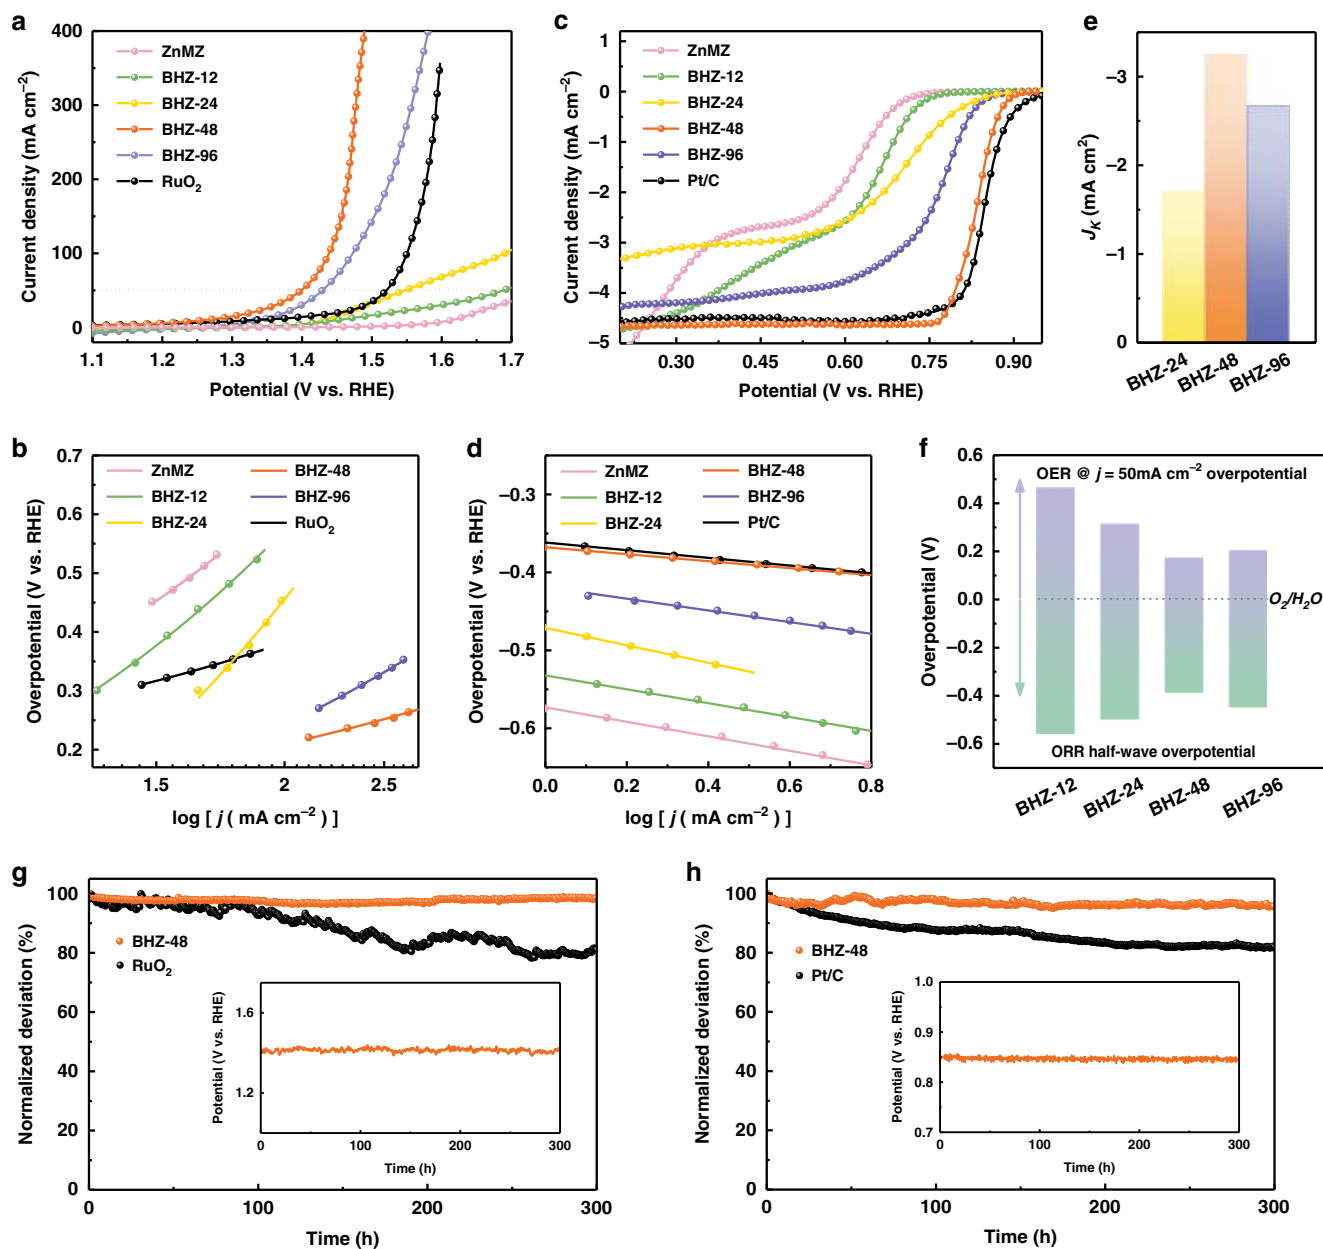 a
400
300
200
100
50
0
Current density (mA cm⁻²)
ZnMZ
BHZ-12
BHZ-24
BHZ-48
BHZ-96
RuO₂
1.1 1.2 1.3 1.4 1.5 1.6 1.7
Potential (V vs. RHE)
c
1
0
−1
−2
−3
−4
−5
Current density (mA cm⁻²)
ZnMZ
BHZ-12
BHZ-24
BHZ-48
BHZ-96
Pt/C
0.30 0.45 0.60 0.75 0.90
Potential (V vs. RHE)
e
−3
−2
−1
0
J_K (mA cm²)
BHZ-24 BHZ-48 BHZ-96
b
0.7
0.6
0.5
0.4
0.3
0.2
Overpotential (V vs. RHE)
ZnMZ BHZ-48
BHZ-12 BHZ-96
BHZ-24 RuO₂
1.5 2 2.5
log [ j ( mA cm⁻² ) ]
d
−0.3
−0.4
−0.5
−0.6
Overpotential (V vs. RHE)
ZnMZ BHZ-48
BHZ-12 BHZ-96
BHZ-24 Pt/C
0.0 0.2 0.4 0.6 0.8
log [ j ( mA cm⁻² ) ]
f
0.6
0.4
0.2
0.0
−0.2
−0.4
−0.6
Overpotential (V)
OER @ j = 50mA cm⁻² overpotential
O₂/H₂O
ORR half-wave overpotential
BHZ-12 BHZ-24 BHZ-48 BHZ-96
g
100
80
60
40
20
0
Normalized deviation (%)
BHZ-48
RuO₂
1.6
1.2
Potential (V vs. RHE)
0 100 200 300
Time (h)
0 100 200 300
Time (h)
h
100
80
60
40
20
0
Normalized deviation (%)
BHZ-48
Pt/C
1.0
0.9
0.8
0.7
Potential (V vs. RHE)
0 100 200 300
Time (h)
0 100 200 300
Time (h)